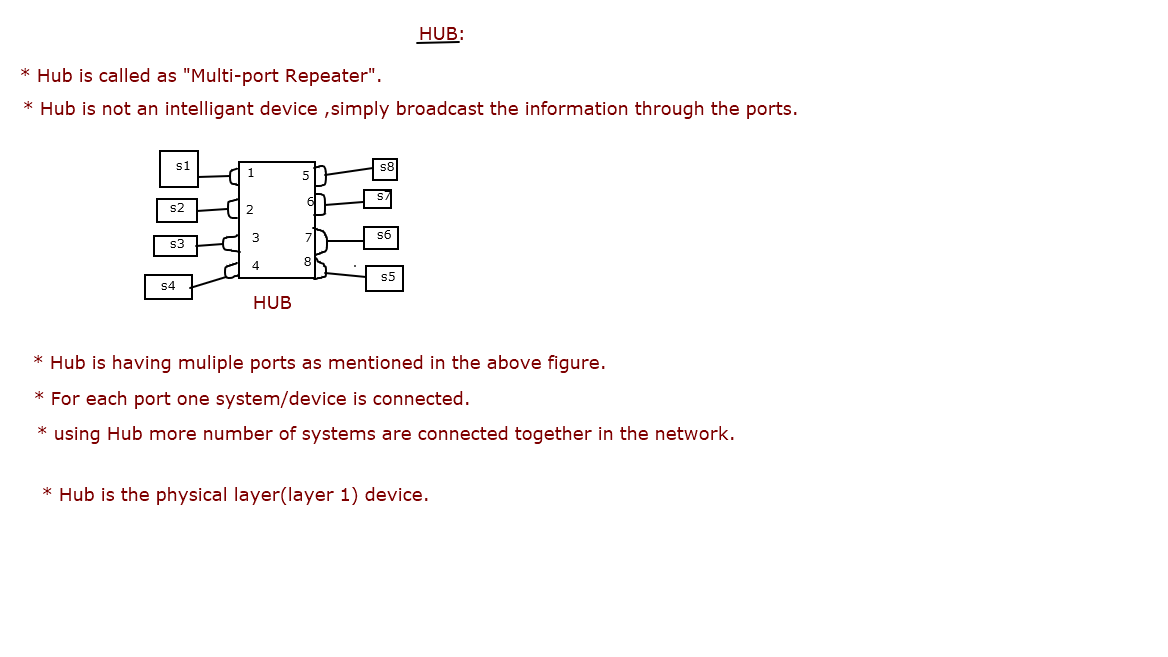 HUB:
* Hub is called as "Multi-port Repeater".
* Hub is not an intelligant device ,simply broadcast the information through the ports.
s1 1 5 s8
s2 2 6 s7
s3 3 7 s6
s4 4 8 s5
HUB
* Hub is having muliple ports as mentioned in the above figure.
* For each port one system/device is connected.
* using Hub more number of systems are connected together in the network.
* Hub is the physical layer(layer 1) device.